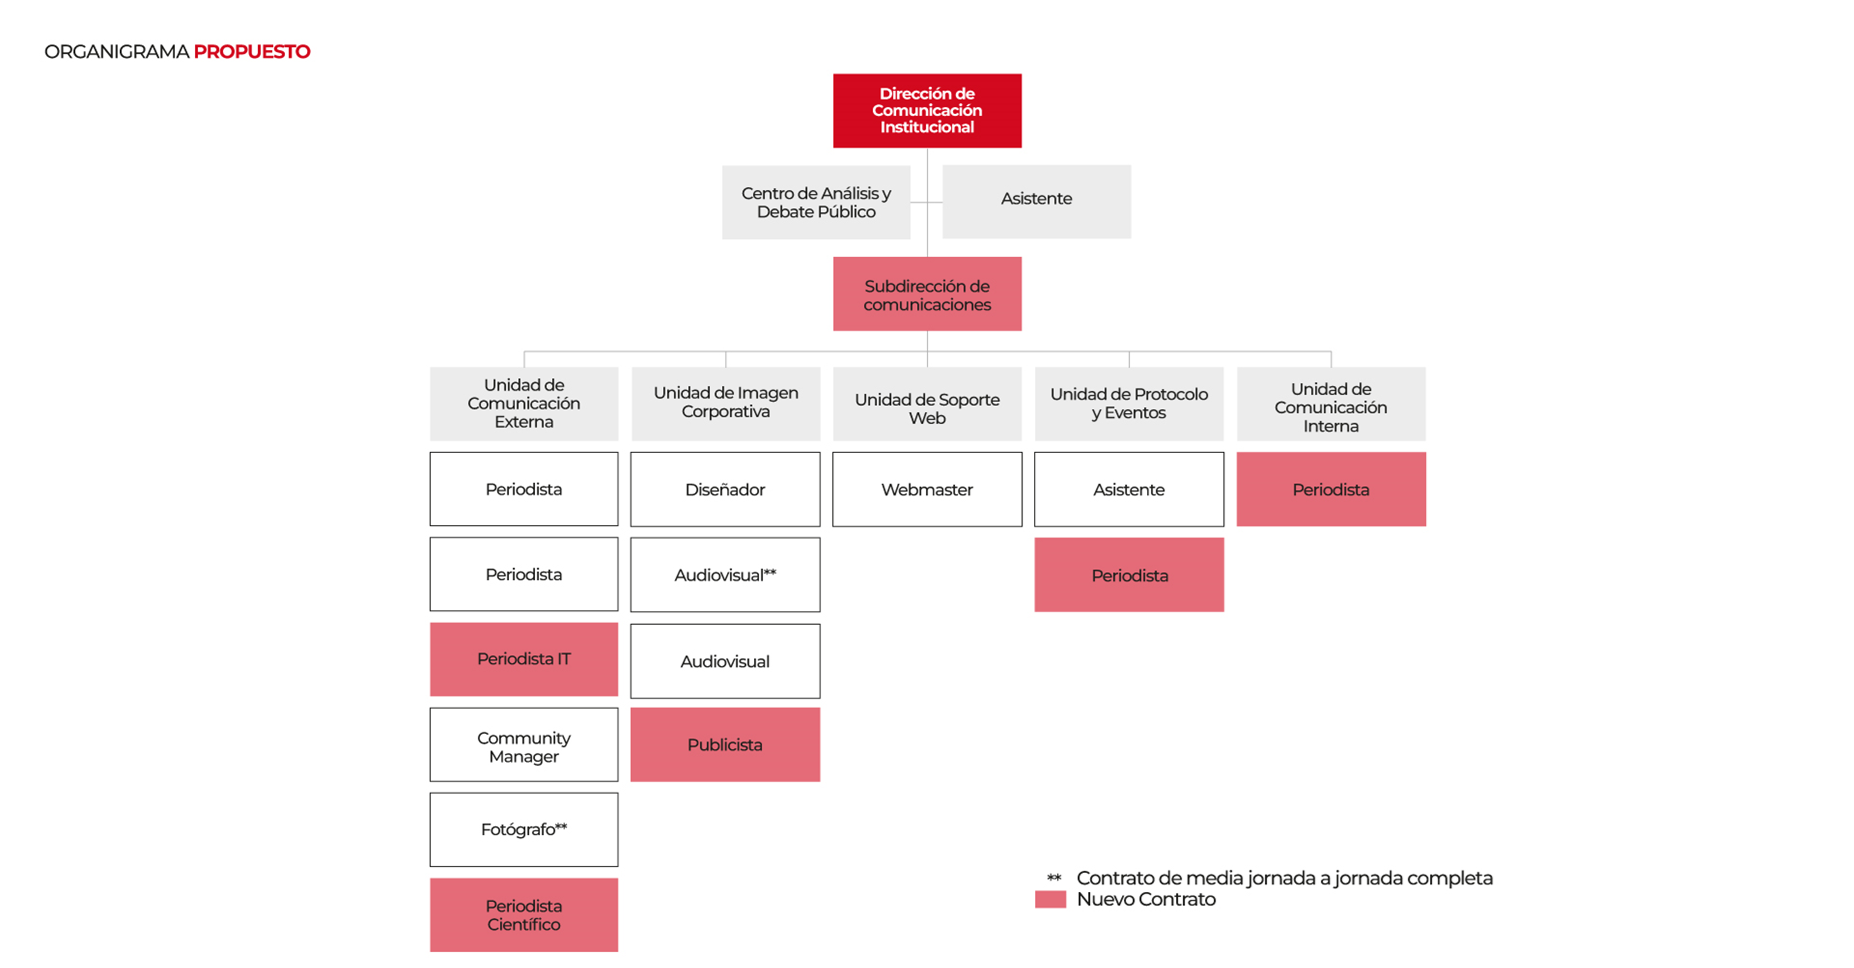 ORGANIGRAMA PROPUESTO
Dirección de
Comunicación
Institucional
Centro de Análisis y
Debate Público
Asistente
Subdirección de
comunicaciones
Unidad de
Comunicación
Externa
Unidad de Imagen
Corporativa
Unidad de Soporte
Web
Unidad de Protocolo
y Eventos
Unidad de
Comunicación
Interna
Periodista
Diseñador
Webmaster
Asistente
Periodista
Periodista
Audiovisual**
Periodista
Periodista IT
Audiovisual
Community
Manager
Publicista
Fotógrafo**
Periodista
Científico
** Contrato de media jornada a jornada completa
Nuevo Contrato